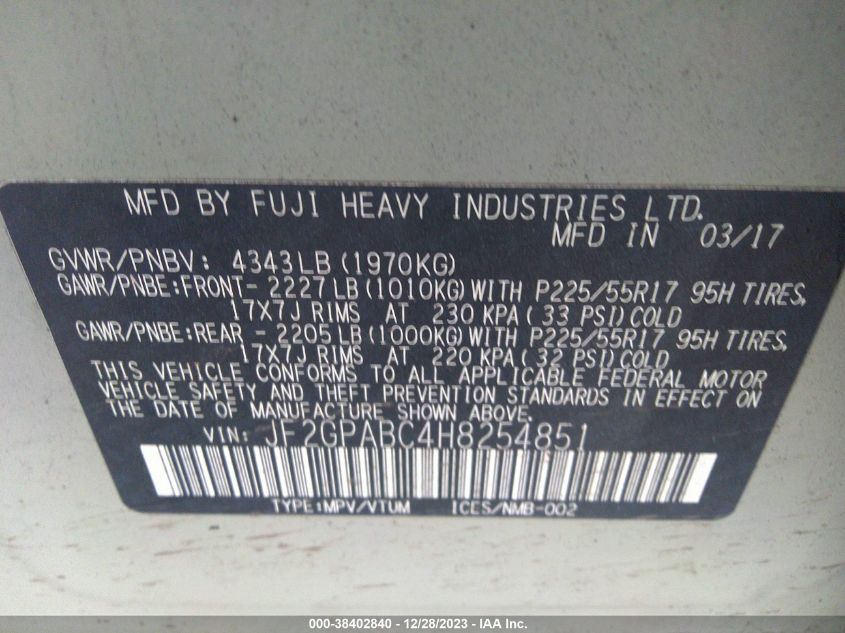 MFD BY FUJI HEAVY INDUSTRIES LTD.
MFD IN 03/17
GVWR/PNBV: 4343LB (1970KG)
GAWR/PNBE:FRONT- 2227LB (1010KG) WITH P225/55R17 95H TIRES,
17X7J RIMS AT 230 KPA( 33 PSI) COLD
GAWR/PNBE:REAR - 2205LB (1000KG) WITH P225/55R17 95H TIRES,
17X7J RIMS AT 220 KPA( 32 PSI) COLD
THIS VEHICLE CONFORMS TO ALL APPLICABLE FEDERAL MOTOR
VEHICLE SAFETY AND THEFT PREVENTION STANDARDS IN EFFECT ON
THE DATE OF MANUFACTURE SHOWN ABOVE.
VIN: JF2GPABC4H8254851
TYPE:MPV/VTUM ICES/NMB-002
000-38402840 - 12/28/2023 - IAA Inc.